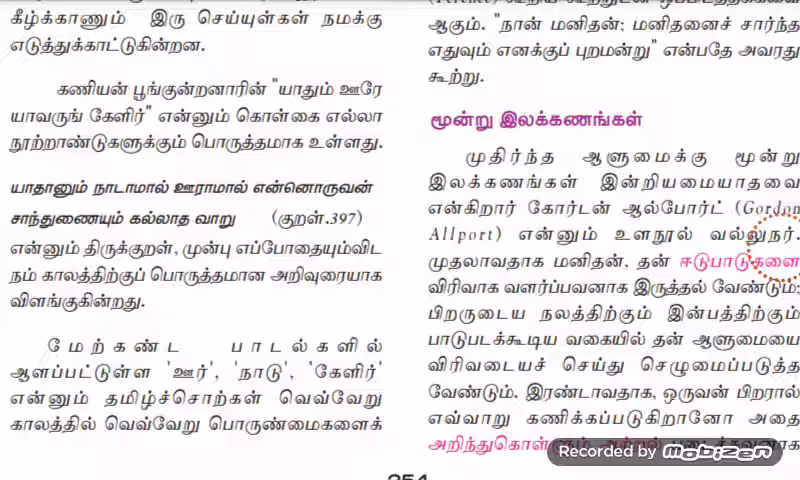 கீழ்க்காணும் இரு செய்யுள்கள் நமக்கு
எடுத்துக்காட்டுகின்றன.
கணியன் பூங்குன்றனாரின் "யாதும் ஊரே
யாவருங் கேளிர்" என்னும் கொள்கை எல்லா
நூற்றாண்டுகளுக்கும் பொருத்தமாக உள்ளது.
யாதானும் நாடாமால் ஊராமால் என்னொருவன்
சாந்துணையும் கல்லாத வாறு (குறள்.397)
என்னும் திருக்குறள், முன்பு எப்போதையும்விட
நம் காலத்திற்குப் பொருத்தமான அறிவுரையாக
விளங்குகின்றது.
மேற்கண்ட பாடல்களில்
ஆளப்பட்டுள்ள 'ஊர்', 'நாடு', 'கேளிர்'
என்னும் தமிழ்ச்சொற்கள் வெவ்வேறு
காலத்தில் வெவ்வேறு பொருண்மைகளைக்
ஆகும். "நான் மனிதன்; மனிதனைச் சார்ந்த
எதுவும் எனக்குப் புறமன்று" என்பதே அவரது
கூற்று.
மூன்று இலக்கணங்கள்
முதிர்ந்த ஆளுமைக்கு மூன்று
இலக்கணங்கள் இன்றியமையாதவை
என்கிறார் கோர்டன் ஆல்போர்ட் (Gordon
Allport) என்னும் உளநூல் வல்லுநர்.
முதலாவதாக மனிதன், தன் ஈடுபாடுகளை
விரிவாக வளர்ப்பவனாக இருத்தல் வேண்டும்;
பிறருடைய நலத்திற்கும் இன்பத்திற்கும்
பாடுபடக்கூடிய வகையில் தன் ஆளுமையை
விரிவடையச் செய்து செழுமைப்படுத்த
வேண்டும். இரண்டாவதாக, ஒருவன் பிறரால்
எவ்வாறு கணிக்கப்படுகிறானோ அதை
அறிந்துகொள்ளும்
Recorded by mobizen